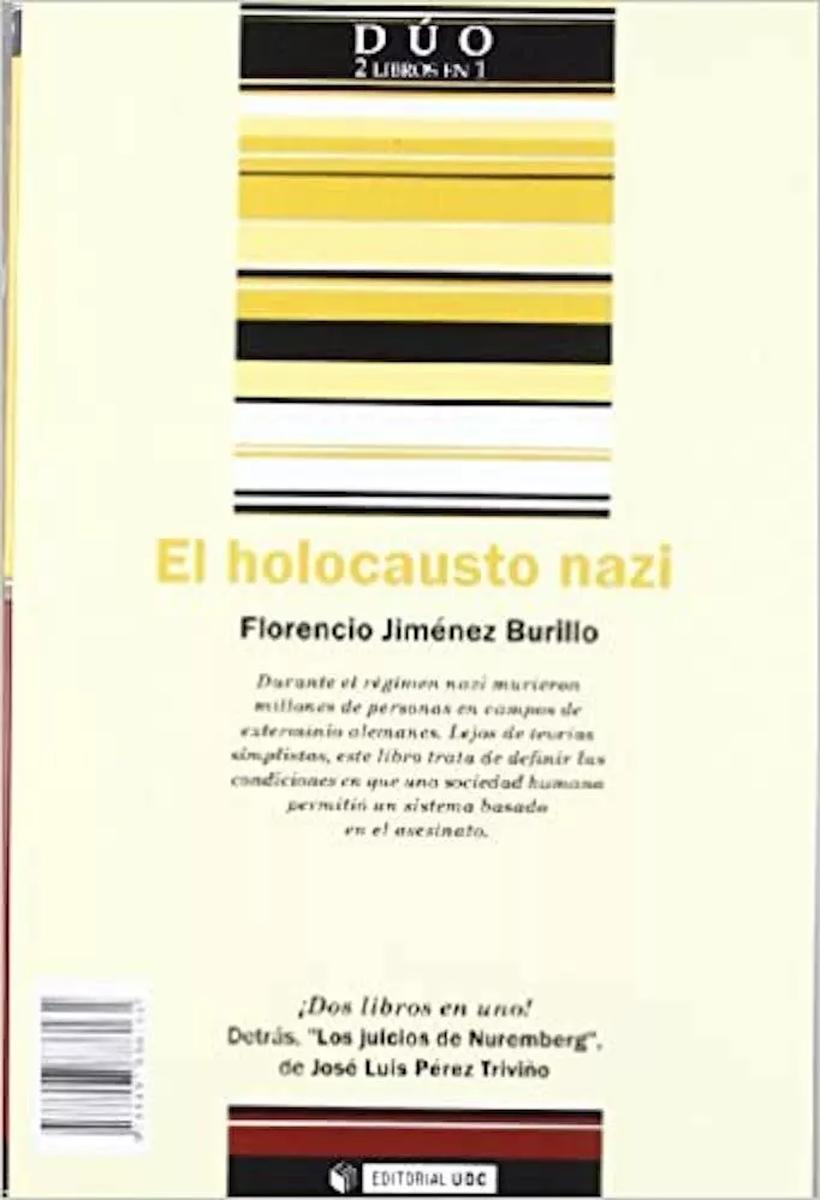 DÚO
2 LIBROS EN 1
El holocausto nazi
Florencio Jiménez Burillo
Durante el régimen nazi murieron
millones de personas en campos de
exterminio alemanes. Lejos de teorías
simplistas, este libro trata de definir las
condiciones en que una sociedad humana
permitió un sistema basado
en el asesinato.
¡Dos libros en uno!
Detrás, "Los juicios de Nuremberg",
de José Luis Pérez Triviño
EDITORIAL UOC